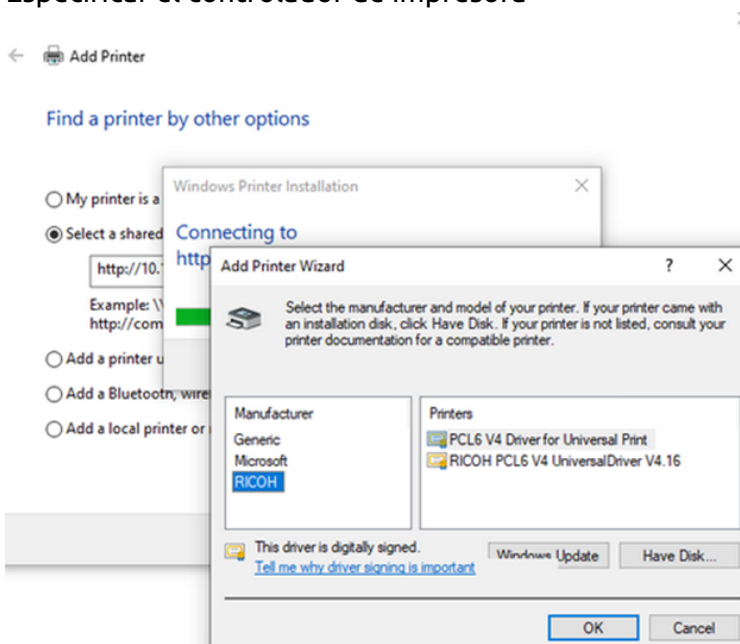 Especificar el controlador de impresora
Add Printer
Find a printer by other options
My printer is a
Select a shared
http://10.
Example: \\
http://com
Add a printer u
Add a Bluetooth, wire
Add a local printer or
Windows Printer Installation
Connecting to
http
Add Printer Wizard
Select the manufacturer and model of your printer. If your printer came with
an installation disk, click Have Disk. If your printer is not listed, consult your
printer documentation for a compatible printer.
Manufacturer
Generic
Microsoft
RICOH
Printers
PCL6 V4 Driver for Universal Print
RICOH PCL6 V4 UniversalDriver V4.16
This driver is digitally signed.
Tell me why driver signing is important
Windows Update
Have Disk...
OK
Cancel